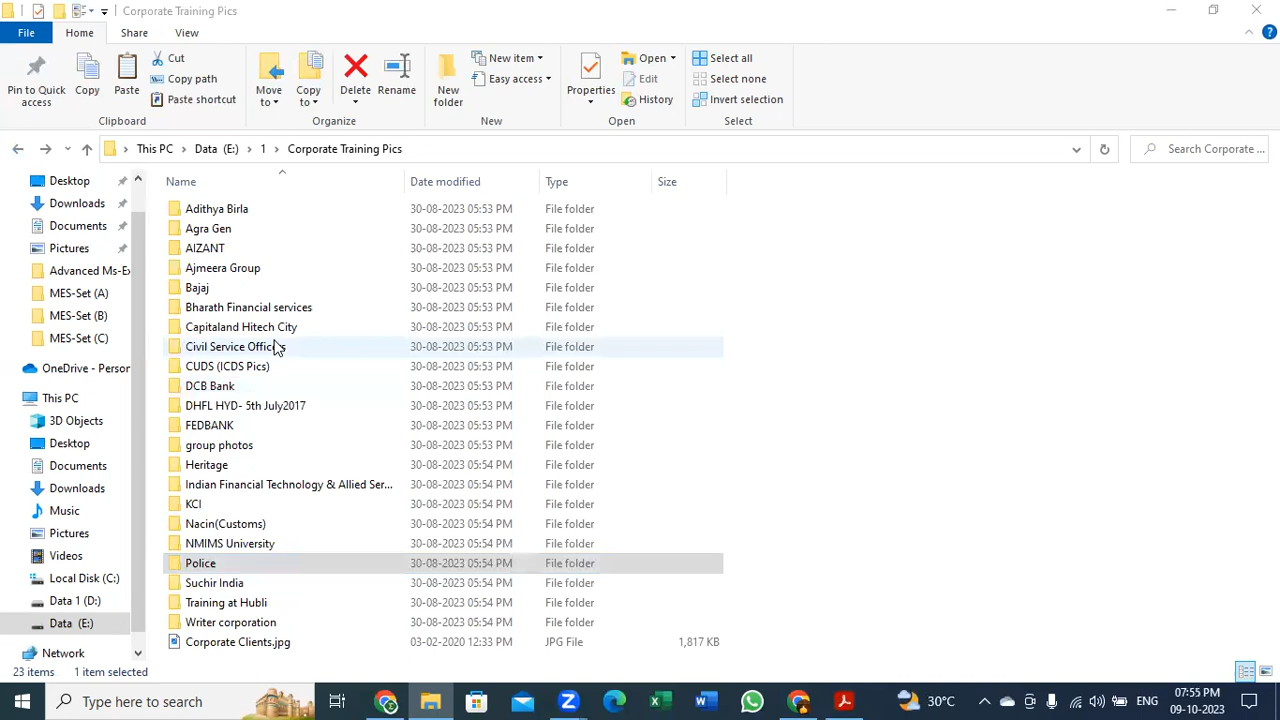 Corporate Training Pics
File Home Share View
Pin to Quick access
Copy
Paste
Cut
Copy path
Paste shortcut
Clipboard
Move to
Copy to
Delete
Rename
Organize
New folder
New item
Easy access
New
Properties
Open
Edit
History
Open
Select all
Select none
Invert selection
Select
This PC > Data (E:) > 1 > Corporate Training Pics
Search Corporate ...
Desktop
Downloads
Documents
Pictures
Advanced Ms-Ex
MES-Set (A)
MES-Set (B)
MES-Set (C)
OneDrive - Person
This PC
3D Objects
Desktop
Documents
Downloads
Music
Pictures
Videos
Local Disk (C:)
Data 1 (D:)
Data (E:)
Network
Name Date modified Type Size
Adithya Birla 30-08-2023 05:53 PM File folder
Agra Gen 30-08-2023 05:53 PM File folder
AIZANT 30-08-2023 05:53 PM File folder
Ajmeera Group 30-08-2023 05:53 PM File folder
Bajaj 30-08-2023 05:53 PM File folder
Bharath Financial services 30-08-2023 05:53 PM File folder
Capitaland Hitech City 30-08-2023 05:53 PM File folder
Civil Service Officers 30-08-2023 05:53 PM File folder
CUDS (ICDS Pics) 30-08-2023 05:53 PM File folder
DCB Bank 30-08-2023 05:53 PM File folder
DHFL HYD- 5th July2017 30-08-2023 05:53 PM File folder
FEDBANK 30-08-2023 05:53 PM File folder
group photos 30-08-2023 05:53 PM File folder
Heritage 30-08-2023 05:54 PM File folder
Indian Financial Technology & Allied Ser... 30-08-2023 05:54 PM File folder
KCI 30-08-2023 05:54 PM File folder
Nacin(Customs) 30-08-2023 05:54 PM File folder
NMIMS University 30-08-2023 05:54 PM File folder
Police 30-08-2023 05:54 PM File folder
Suchir India 30-08-2023 05:54 PM File folder
Training at Hubli 30-08-2023 05:54 PM File folder
Writer corporation 30-08-2023 05:54 PM File folder
Corporate Clients.jpg 03-02-2020 12:33 PM JPG File 1,817 KB
23 items 1 item selected
Type here to search
30°C
ENG
07:55 PM
09-10-2023